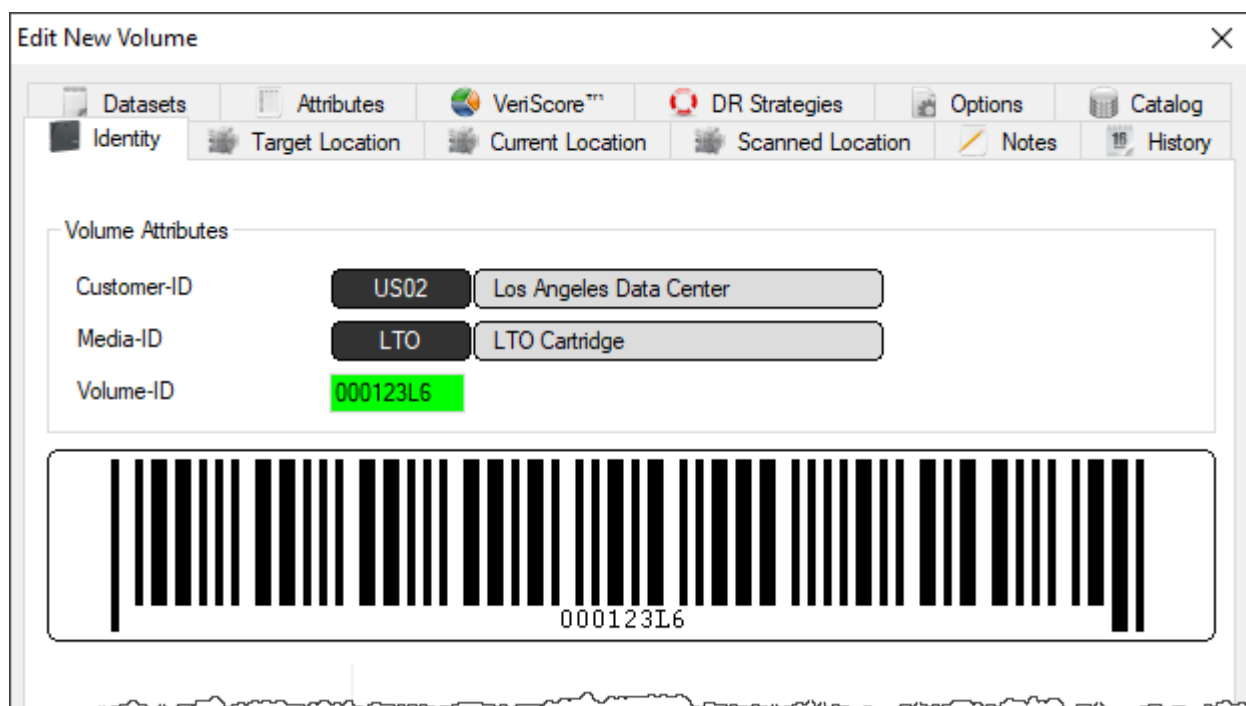 Edit New Volume
Datasets Attributes VeriScore™ DR Strategies Options Catalog
Identity Target Location Current Location Scanned Location Notes 16 History
Volume Attributes
Customer-ID US02 Los Angeles Data Center
Media-ID LTO LTO Cartridge
Volume-ID 000123L6
000123L6